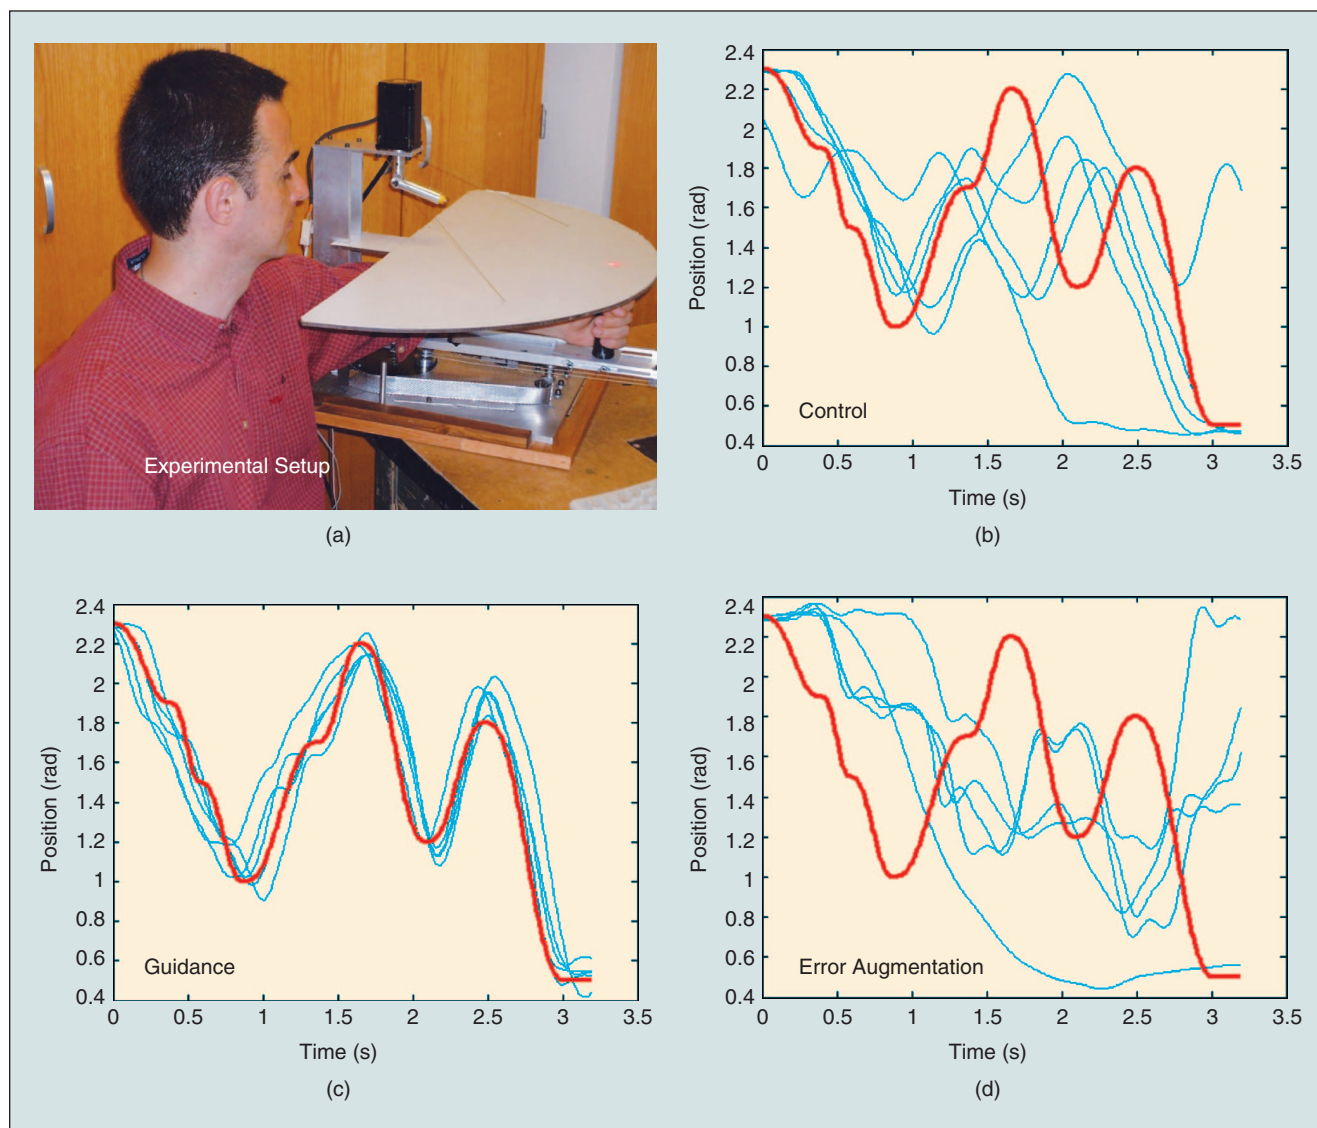 Experimental Setup
(a)
2.4
2.2
2
1.8
1.6
1.4
1.2
1
0.8
0.6
0.4
Position (rad)
Control
0 0.5 1 1.5 2 2.5 3 3.5
Time (s)
(b)
2.4
2.2
2
1.8
1.6
1.4
1.2
1
0.8
0.6
0.4
Position (rad)
Guidance
0 0.5 1 1.5 2 2.5 3 3.5
Time (s)
(c)
2.4
2.2
2
1.8
1.6
1.4
1.2
1
0.8
0.6
0.4
Position (rad)
Error Augmentation
0 0.5 1 1.5 2 2.5 3 3.5
Time (s)
(d)